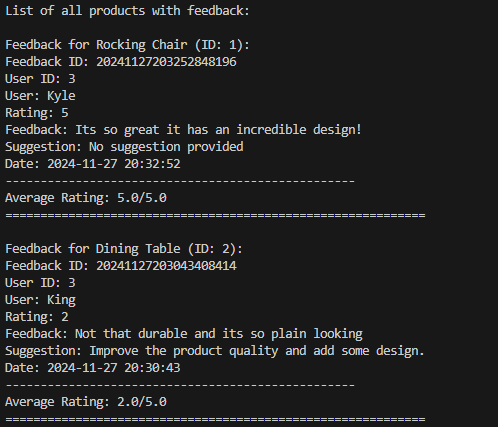 List of all products with feedback:
Feedback for Rocking Chair (ID: 1):
Feedback ID: 20241127203252848196
User ID: 3
User: Kyle
Rating: 5
Feedback: Its so great it has an incredible design!
Suggestion: No suggestion provided
Date: 2024-11-27 20:32:52
--------------------------------------------------
Average Rating: 5.0/5.0
============================================================
Feedback for Dining Table (ID: 2):
Feedback ID: 20241127203043408414
User ID: 3
User: King
Rating: 2
Feedback: Not that durable and its so plain looking
Suggestion: Improve the product quality and add some design.
Date: 2024-11-27 20:30:43
--------------------------------------------------
Average Rating: 2.0/5.0
============================================================